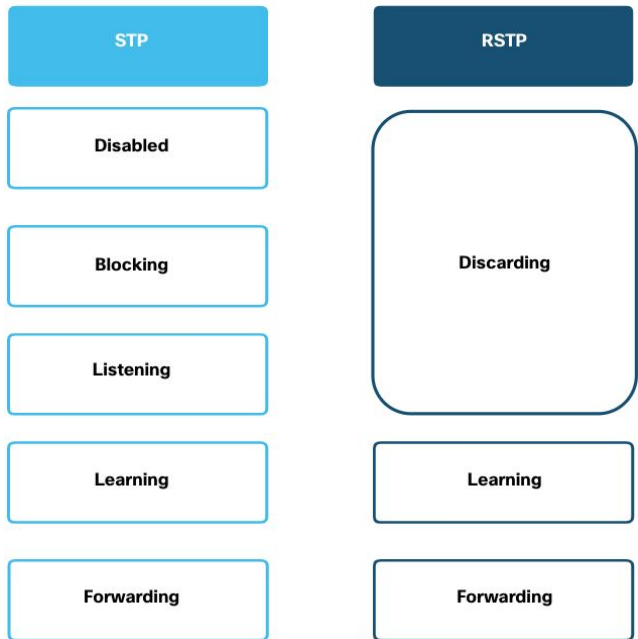 STP
RSTP
Disabled
Blocking
Discarding
Listening
Learning
Learning
Forwarding
Forwarding